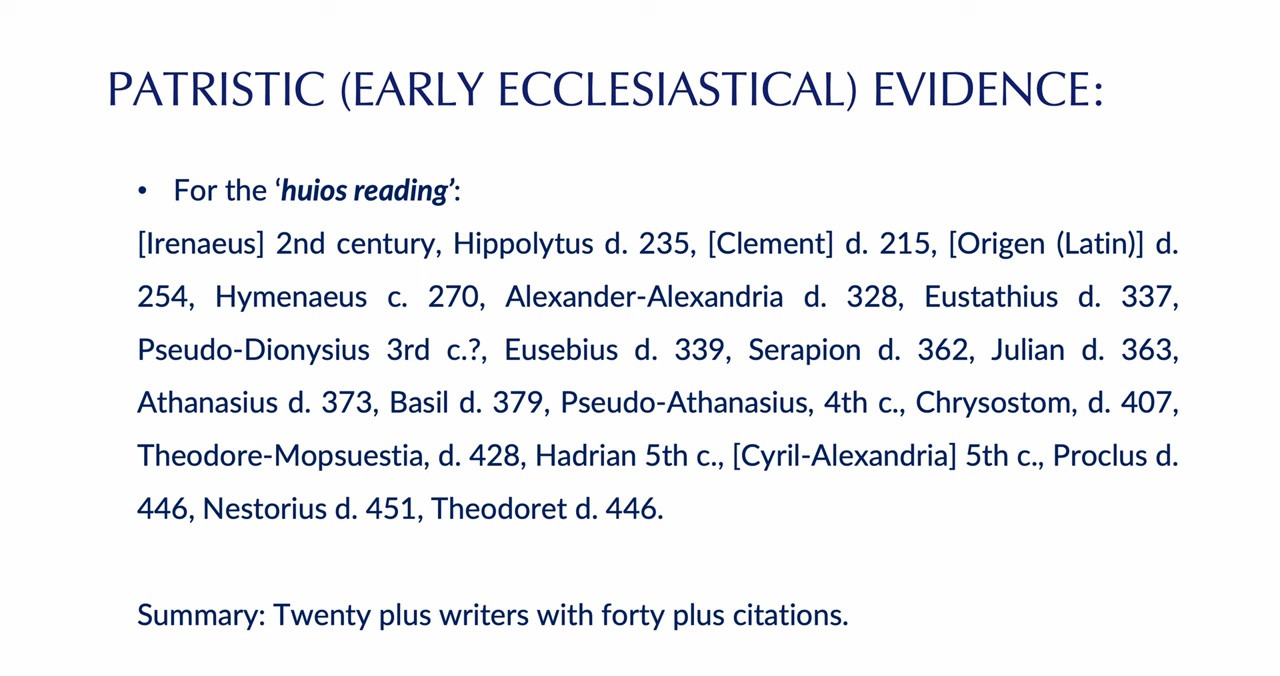 PATRISTIC (EARLY ECCLESIASTICAL) EVIDENCE:
• For the ‘huios reading’:
[Irenaeus] 2nd century, Hippolytus d. 235, [Clement] d. 215, [Origen (Latin)] d.
254, Hymenaeus c. 270, Alexander-Alexandria d. 328, Eustathius d. 337,
Pseudo-Dionysius 3rd c.?, Eusebius d. 339, Serapion d. 362, Julian d. 363,
Athanasius d. 373, Basil d. 379, Pseudo-Athanasius, 4th c., Chrysostom, d. 407,
Theodore-Mopsuestia, d. 428, Hadrian 5th c., [Cyril-Alexandria] 5th c., Proclus d.
446, Nestorius d. 451, Theodoret d. 446.
Summary: Twenty plus writers with forty plus citations.